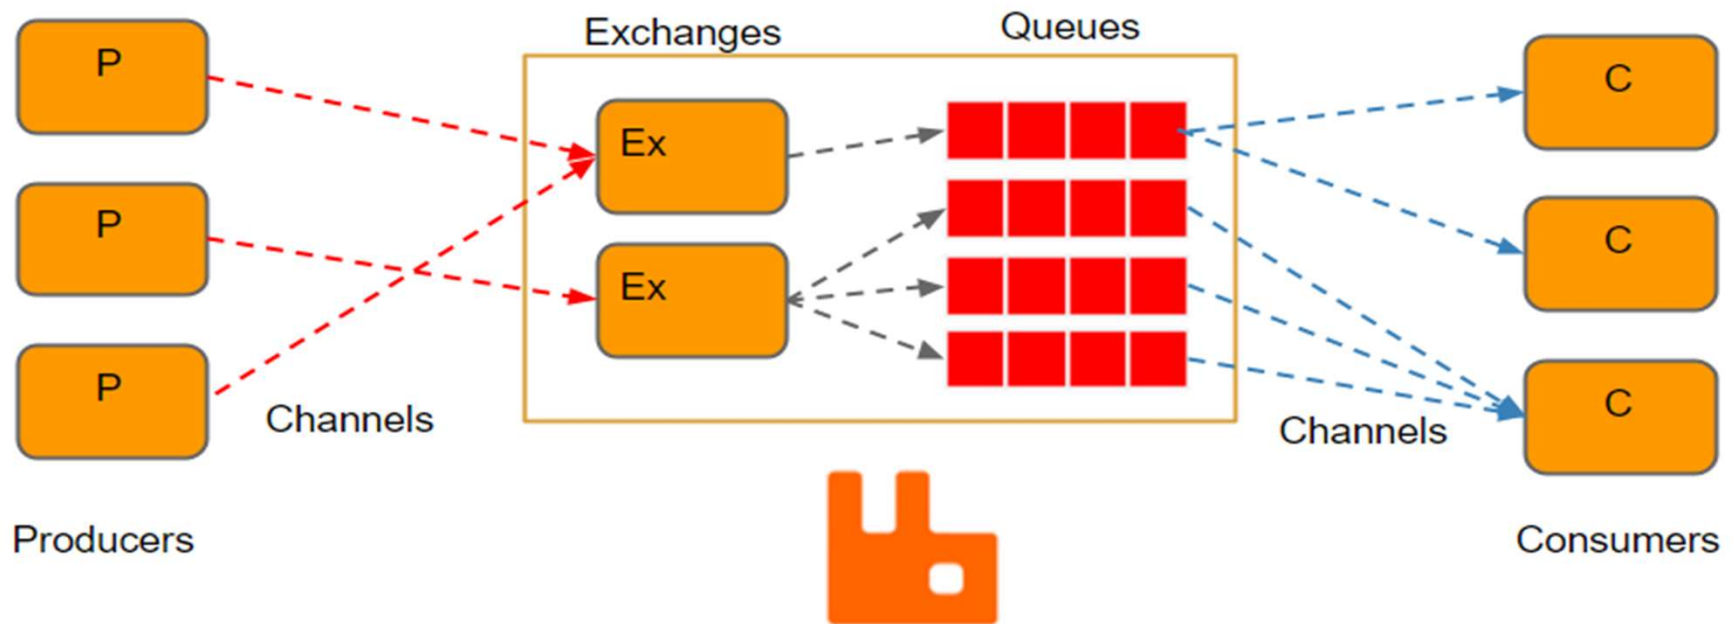 Exchanges
Queues
P
P
P
Ex
Ex
C
C
C
Channels
Channels
Producers
Consumers